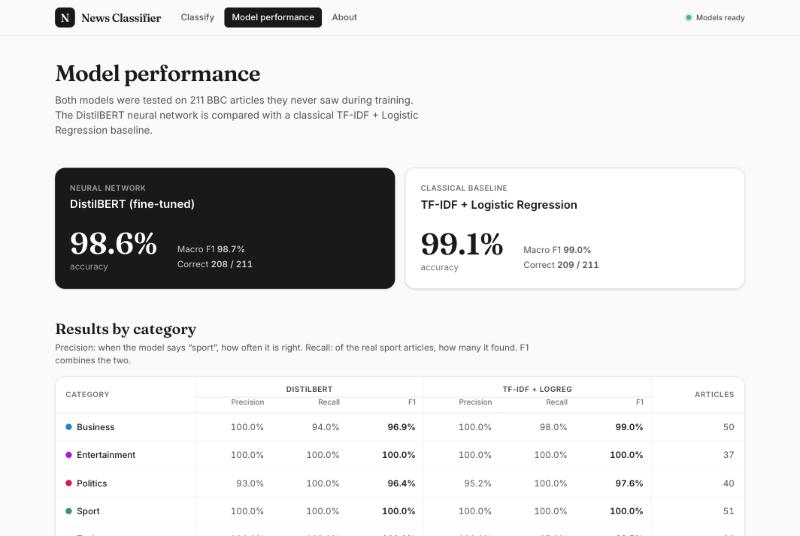 N News Classifier Classify Model performance About Models ready
Model performance
Both models were tested on 211 BBC articles they never saw during training.
The DistilBERT neural network is compared with a classical TF-IDF + Logistic
Regression baseline.
NEURAL NETWORK
DistilBERT (fine-tuned)
98.6%
accuracy
Macro F1 98.7%
Correct 208 / 211
CLASSICAL BASELINE
TF-IDF + Logistic Regression
99.1%
accuracy
Macro F1 99.0%
Correct 209 / 211
Results by category
Precision: when the model says “sport”, how often it is right. Recall: of the real sport articles, how many it found. F1
combines the two.
CATEGORY DISTILBERT TF-IDF + LOGREG ARTICLES
Precision Recall F1 Precision Recall F1
Business 100.0% 94.0% 96.9% 100.0% 98.0% 99.0% 50
Entertainment 100.0% 100.0% 100.0% 100.0% 100.0% 100.0% 37
Politics 93.0% 100.0% 96.4% 95.2% 100.0% 97.6% 40
Sport 100.0% 100.0% 100.0% 100.0% 100.0% 100.0% 51